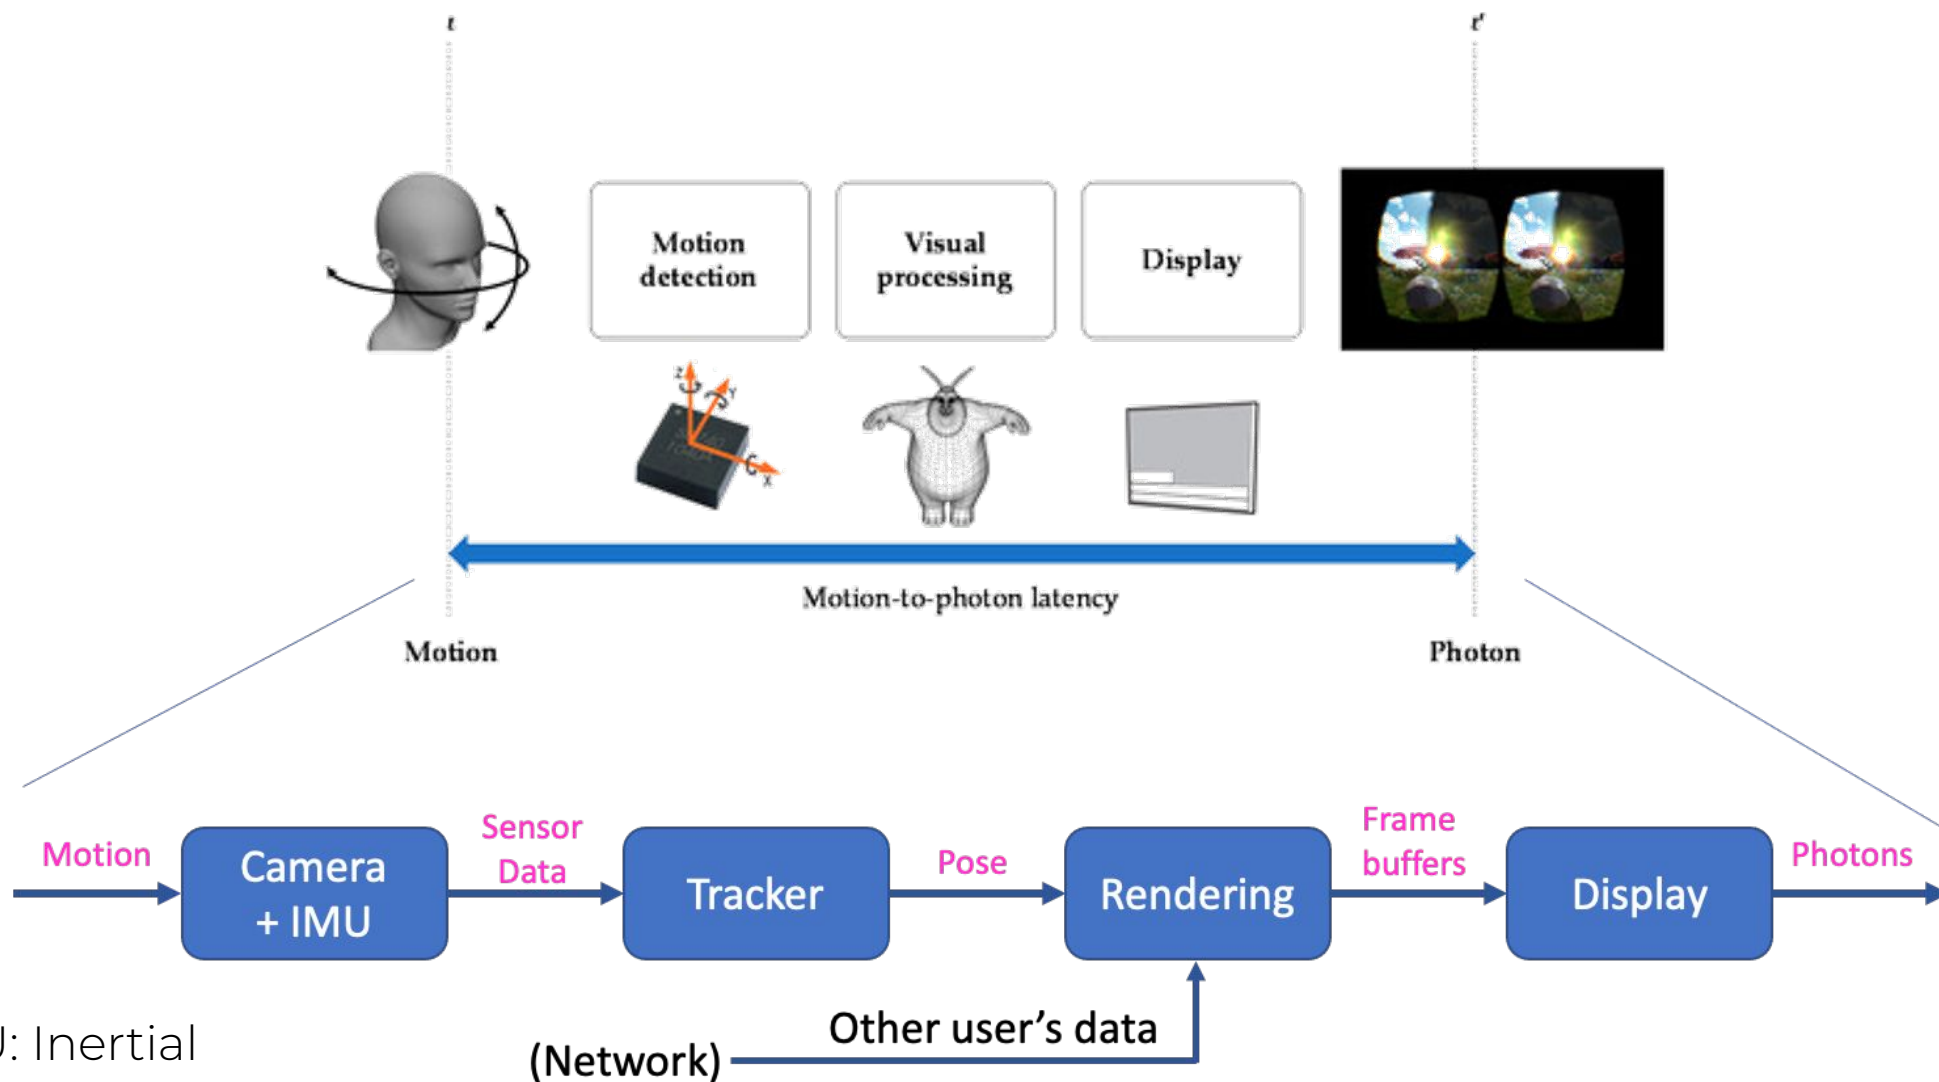 t
t'
Motion
detection
Visual
processing
Display
Z
Y
X
Motion-to-photon latency
Motion
Photon
Motion
Camera
+ IMU
Sensor
Data
Tracker
Pose
Rendering
Frame
buffers
Display
Photons
Other user's data
(Network)
: Inertial